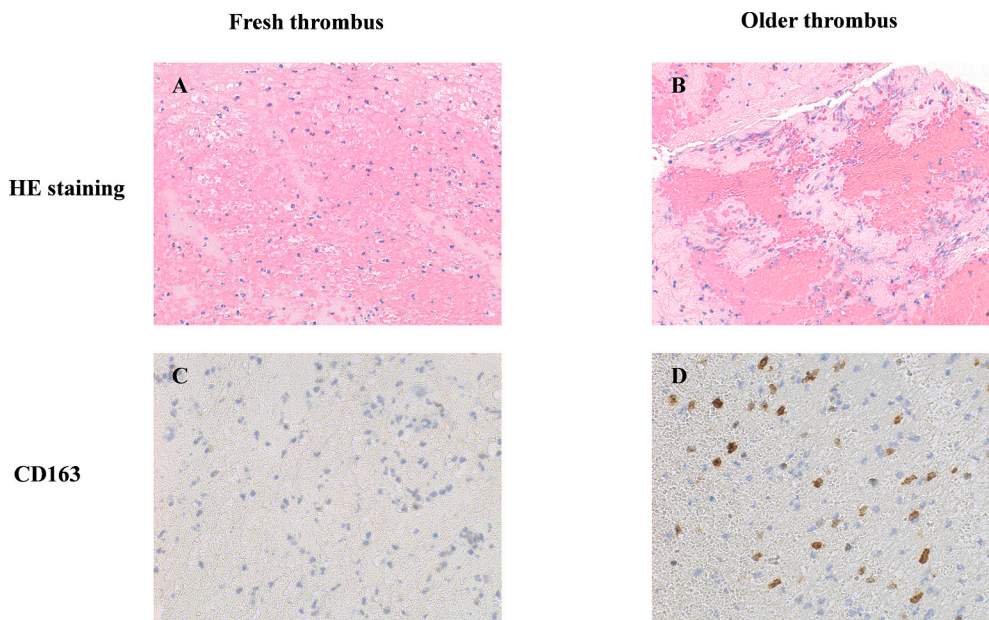 Fresh thrombus
Older thrombus
HE staining
A
B
CD163
C
D